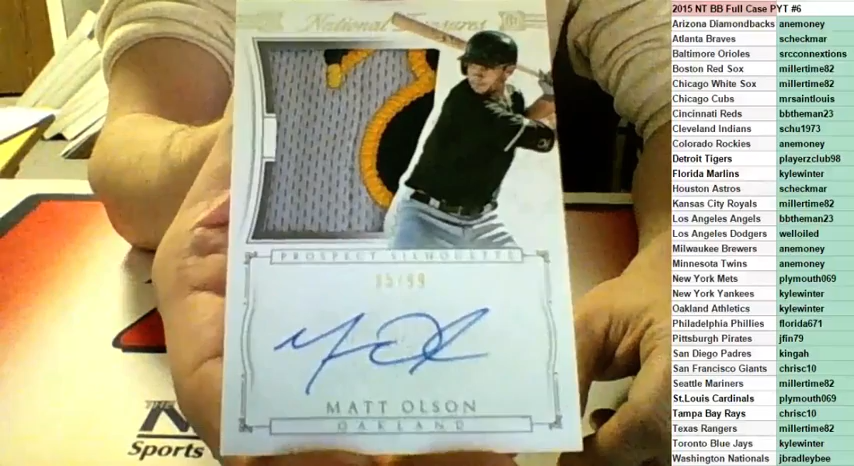 National Treasures
PROSPECT SILHOUETTE
MATT OLSON
OAKLAND
THE
Sports
2015 NT BB Full Case PYT #6
Arizona Diamondbacks anemoney
Atlanta Braves scheckmar
Baltimore Orioles srcconnextions
Boston Red Sox millertime82
Chicago White Sox millertime82
Chicago Cubs mrsaintlouis
Cincinnati Reds bbtheman23
Cleveland Indians schu1973
Colorado Rockies anemoney
Detroit Tigers playerzclub98
Florida Marlins kylewinter
Houston Astros scheckmar
Kansas City Royals millertime82
Los Angeles Angels bbtheman23
Los Angeles Dodgers welloiled
Milwaukee Brewers anemoney
Minnesota Twins anemoney
New York Mets plymouth069
New York Yankees kylewinter
Oakland Athletics kylewinter
Philadelphia Phillies florida671
Pittsburgh Pirates jfin79
San Diego Padres kingah
San Francisco Giants chrisc10
Seattle Mariners millertime82
St.Louis Cardinals plymouth069
Tampa Bay Rays chrisc10
Texas Rangers millertime82
Toronto Blue Jays kylewinter
Washington Nationals jbradleybee